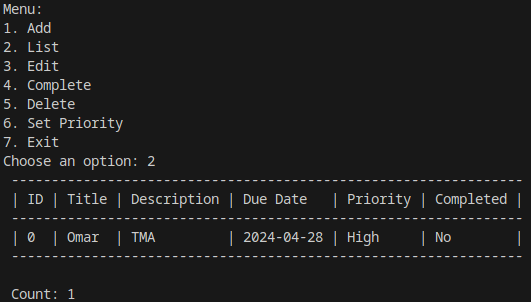 Menu:
1. Add
2. List
3. Edit
4. Complete
5. Delete
6. Set Priority
7. Exit
Choose an option: 2
----------------------------------------------------------------
| ID | Title | Description | Due Date   | Priority | Completed |
----------------------------------------------------------------
| 0  | Omar  | TMA         | 2024-04-28 | High     | No        |
----------------------------------------------------------------
Count: 1